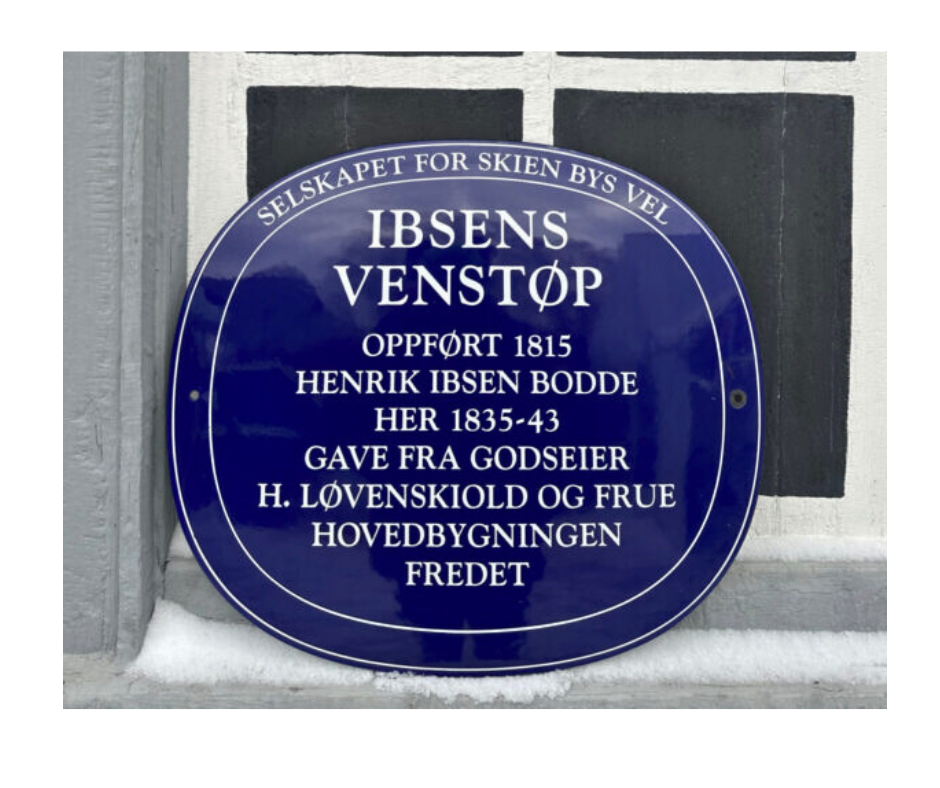 SELSKAPET FOR SKIEN BYS VEL
IBSENS
VENSTØP
OPPFØRT 1815
HENRIK IBSEN BODDE
HER 1835-43
GAVE FRA GODSEIER
H. LØVENSKIOLD OG FRUE
HOVEDBYGNINGEN
FREDET